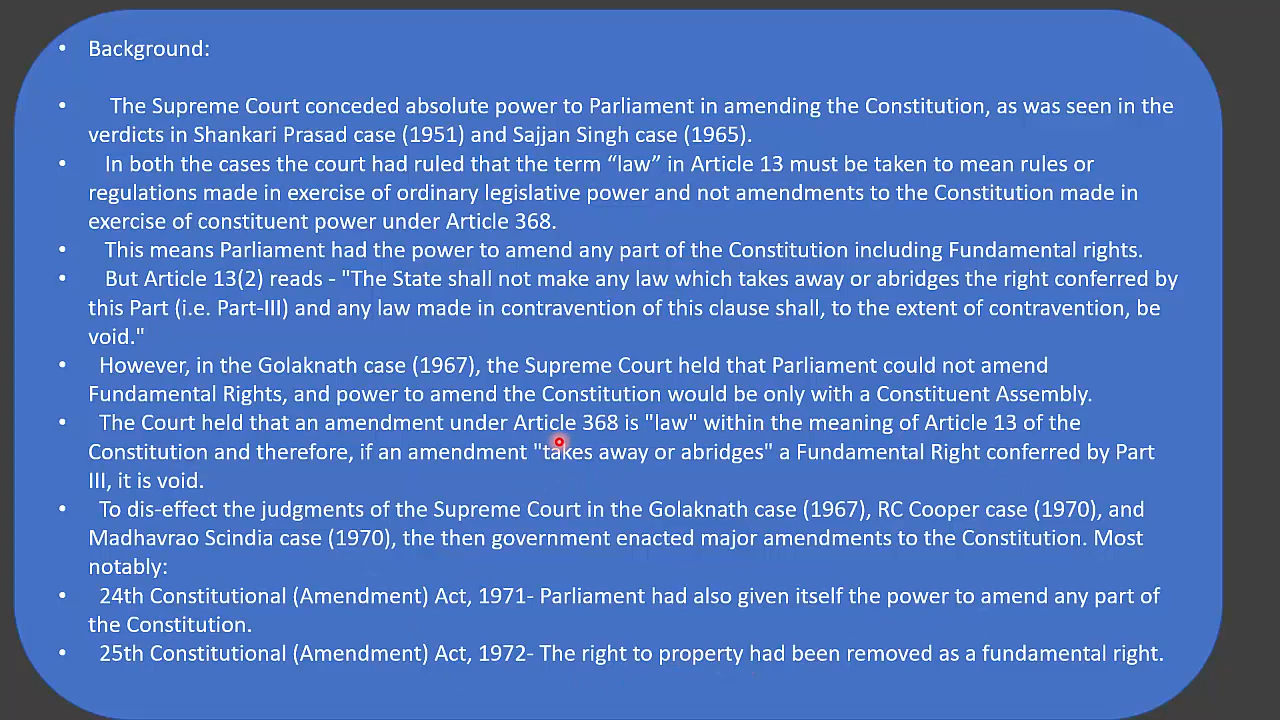 • Background:
• The Supreme Court conceded absolute power to Parliament in amending the Constitution, as was seen in the
verdicts in Shankari Prasad case (1951) and Sajjan Singh case (1965).
• In both the cases the court had ruled that the term “law” in Article 13 must be taken to mean rules or
regulations made in exercise of ordinary legislative power and not amendments to the Constitution made in
exercise of constituent power under Article 368.
• This means Parliament had the power to amend any part of the Constitution including Fundamental rights.
• But Article 13(2) reads - "The State shall not make any law which takes away or abridges the right conferred by
this Part (i.e. Part-III) and any law made in contravention of this clause shall, to the extent of contravention, be
void."
• However, in the Golaknath case (1967), the Supreme Court held that Parliament could not amend
Fundamental Rights, and power to amend the Constitution would be only with a Constituent Assembly.
• The Court held that an amendment under Article 368 is "law" within the meaning of Article 13 of the
Constitution and therefore, if an amendment "takes away or abridges" a Fundamental Right conferred by Part
III, it is void.
• To dis-effect the judgments of the Supreme Court in the Golaknath case (1967), RC Cooper case (1970), and
Madhavrao Scindia case (1970), the then government enacted major amendments to the Constitution. Most
notably:
• 24th Constitutional (Amendment) Act, 1971- Parliament had also given itself the power to amend any part of
the Constitution.
• 25th Constitutional (Amendment) Act, 1972- The right to property had been removed as a fundamental right.